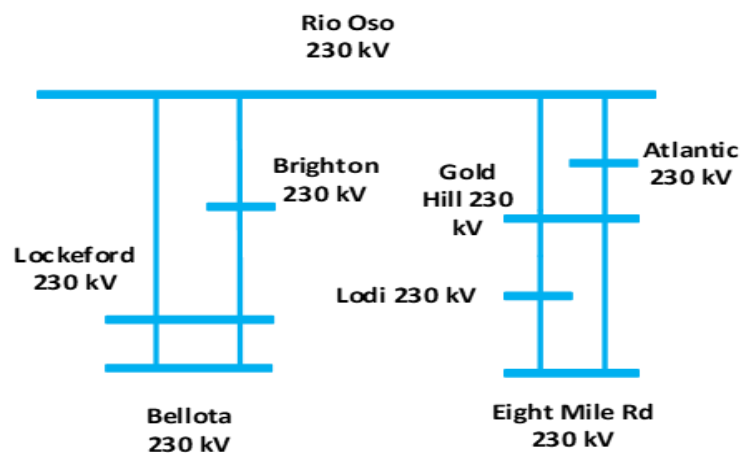 Rio Oso
230 kV
Brighton
230 kV
Gold
Hill 230
kV
Atlantic
230 kV
Lockeford
230 kV
Lodi 230 kV
Bellota
230 kV
Eight Mile Rd
230 kV